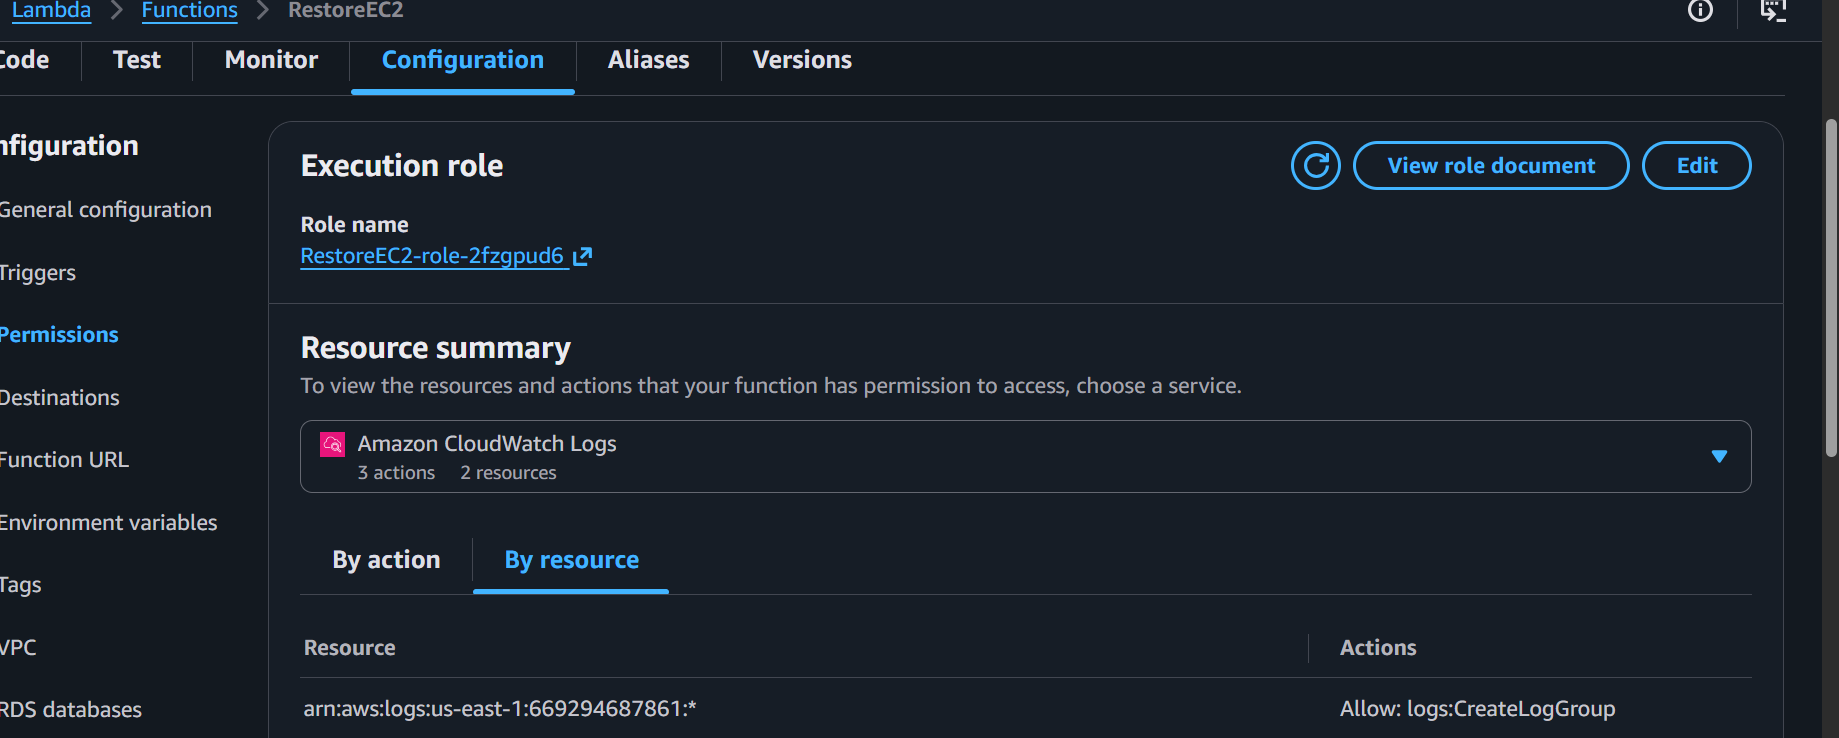 Lambda > Functions > RestoreEC2
Code Test Monitor Configuration Aliases Versions
nfiguration
General configuration
Triggers
Permissions
Destinations
Function URL
Environment variables
Tags
VPC
RDS databases
Execution role
View role document Edit
Role name
RestoreEC2-role-2fzgpud6
Resource summary
To view the resources and actions that your function has permission to access, choose a service.
Amazon CloudWatch Logs
3 actions 2 resources
By action By resource
Resource Actions
arn:aws:logs:us-east-1:669294687861:* Allow: logs:CreateLogGroup